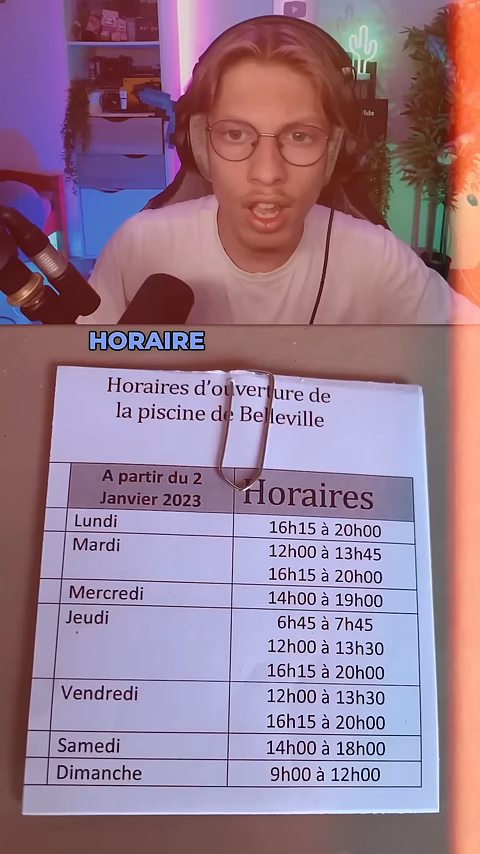 HORAIRE
Horaires d'ouverture de
la piscine de Belleville
A partir du 2
Janvier 2023
Horaires
Lundi
16h15 à 20h00
Mardi
12h00 à 13h45
16h15 à 20h00
Mercredi
14h00 à 19h00
Jeudi
6h45 à 7h45
12h00 à 13h30
16h15 à 20h00
Vendredi
12h00 à 13h30
16h15 à 20h00
Samedi
14h00 à 18h00
Dimanche
9h00 à 12h00